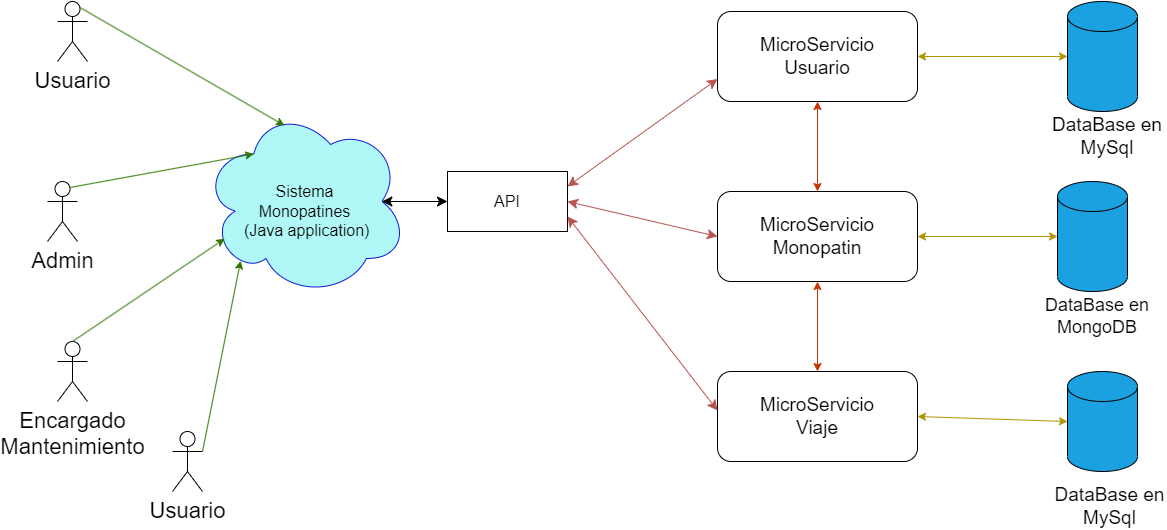 Usuario
Admin
Encargado
Mantenimiento
Usuario
Sistema
Monopatines
(Java application)
API
MicroServicio
Usuario
MicroServicio
Monopatin
MicroServicio
Viaje
DataBase en
MySql
DataBase en
MongoDB
DataBase en
MySql